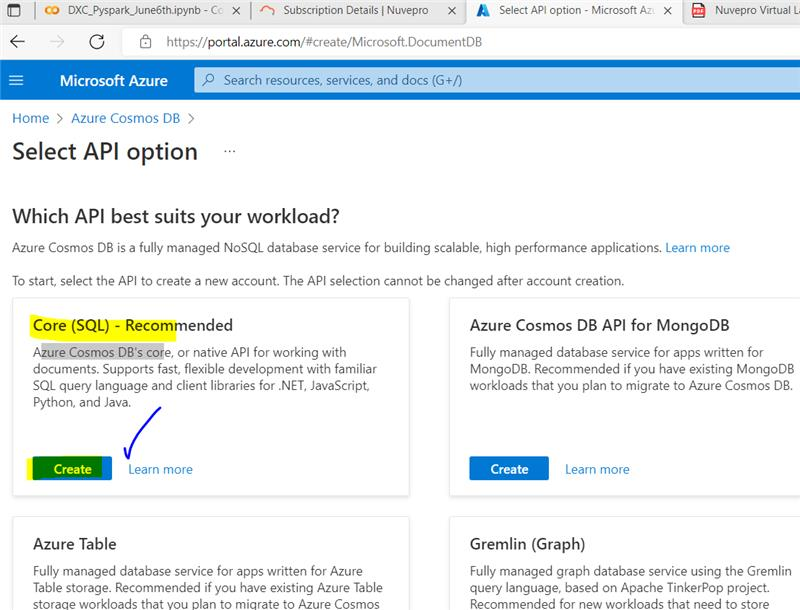 DXC_Pyspark_June6th.ipynb - Co
Subscription Details | Nuvepro
Select API option - Microsoft Az
Nuvepro Virtual La
https://portal.azure.com/#create/Microsoft.DocumentDB
Microsoft Azure
Search resources, services, and docs (G+/)
Home > Azure Cosmos DB >
Select API option ...
Which API best suits your workload?
Azure Cosmos DB is a fully managed NoSQL database service for building scalable, high performance applications. Learn more
To start, select the API to create a new account. The API selection cannot be changed after account creation.
Core (SQL) - Recommended
Azure Cosmos DB's core, or native API for working with
documents. Supports fast, flexible development with familiar
SQL query language and client libraries for .NET, JavaScript,
Python, and Java.
Create
Learn more
Azure Cosmos DB API for MongoDB
Fully managed database service for apps written for
MongoDB. Recommended if you have existing MongoDB
workloads that you plan to migrate to Azure Cosmos DB.
Create
Learn more
Azure Table
Fully managed database service for apps written for Azure
Table storage. Recommended if you have existing Azure Table
storage workloads that you plan to migrate to Azure Cosmos
Gremlin (Graph)
Fully managed graph database service using the Gremlin
query language, based on Apache TinkerPop project.
Recommended for new workloads that need to store